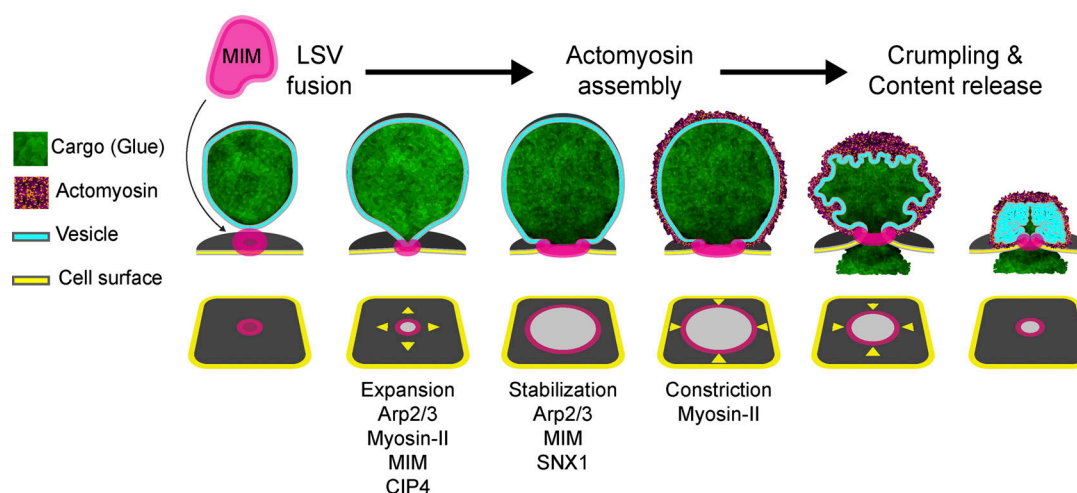 MIM
LSV
fusion
Actomyosin
assembly
Crumpling &
Content release
Cargo (Glue)
Actomyosin
Vesicle
Cell surface
Expansion
Arp2/3
Myosin-II
MIM
CIP4
Stabilization
Arp2/3
MIM
SNX1
Constriction
Myosin-II